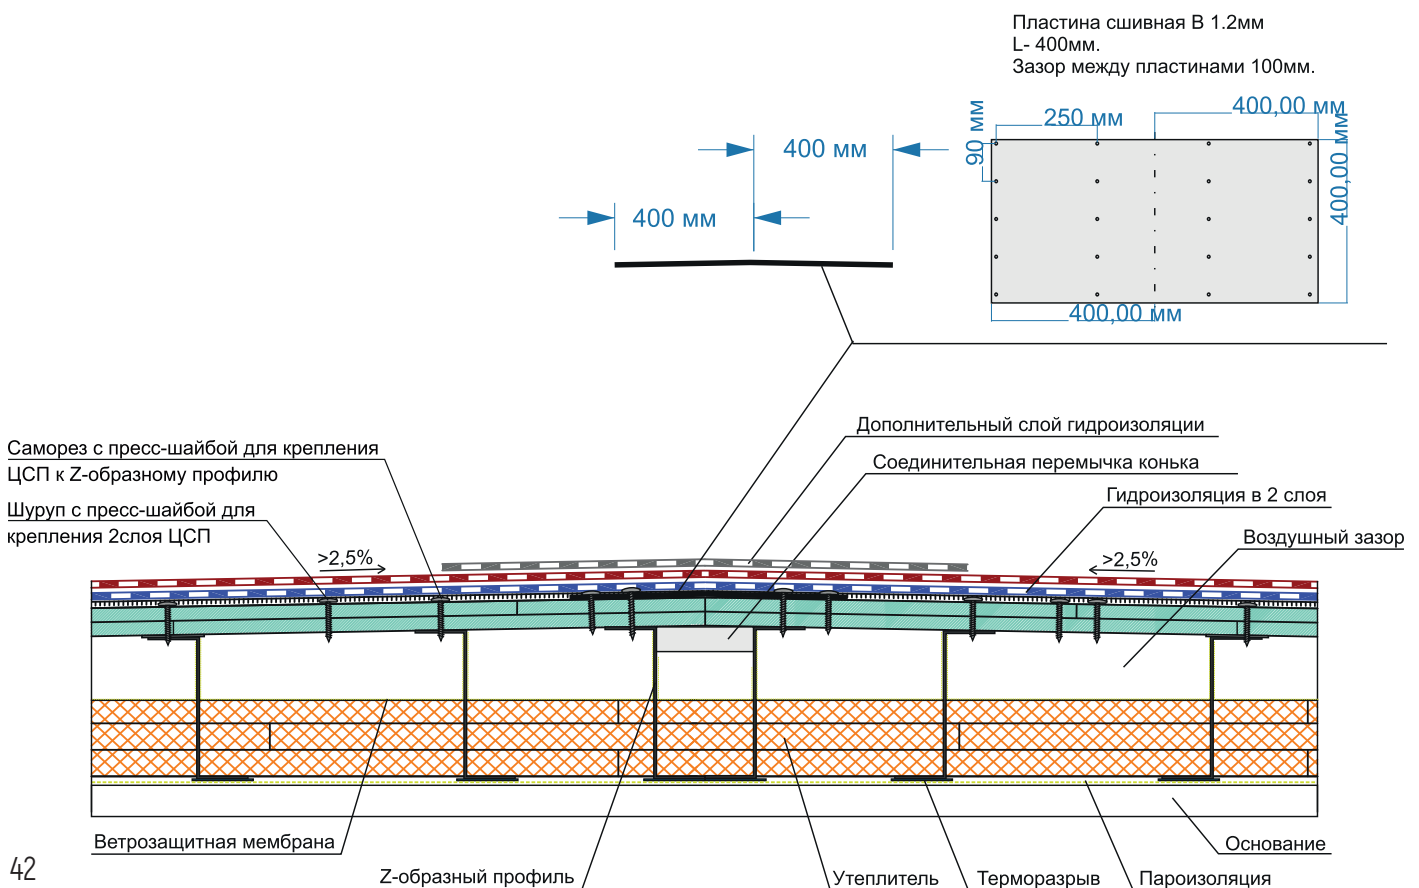 Пластина сшивная В 1.2мм
L- 400мм.
Зазор между пластинами 100мм.
400,00 мм
250 мм
90 мм
400,00 мм
400,00 мм
400 мм
400 мм
Дополнительный слой гидроизоляции
Соединительная перемычка конька
Гидроизоляция в 2 слоя
Воздушный зазор
Саморез с пресс-шайбой для крепления
ЦСП к Z-образному профилю
Шуруп с пресс-шайбой для
крепления 2слоя ЦСП
>2,5%
>2,5%
Ветрозащитная мембрана
Z-образный профиль
Утеплитель
Терморазрыв
Пароизоляция
Основание
42